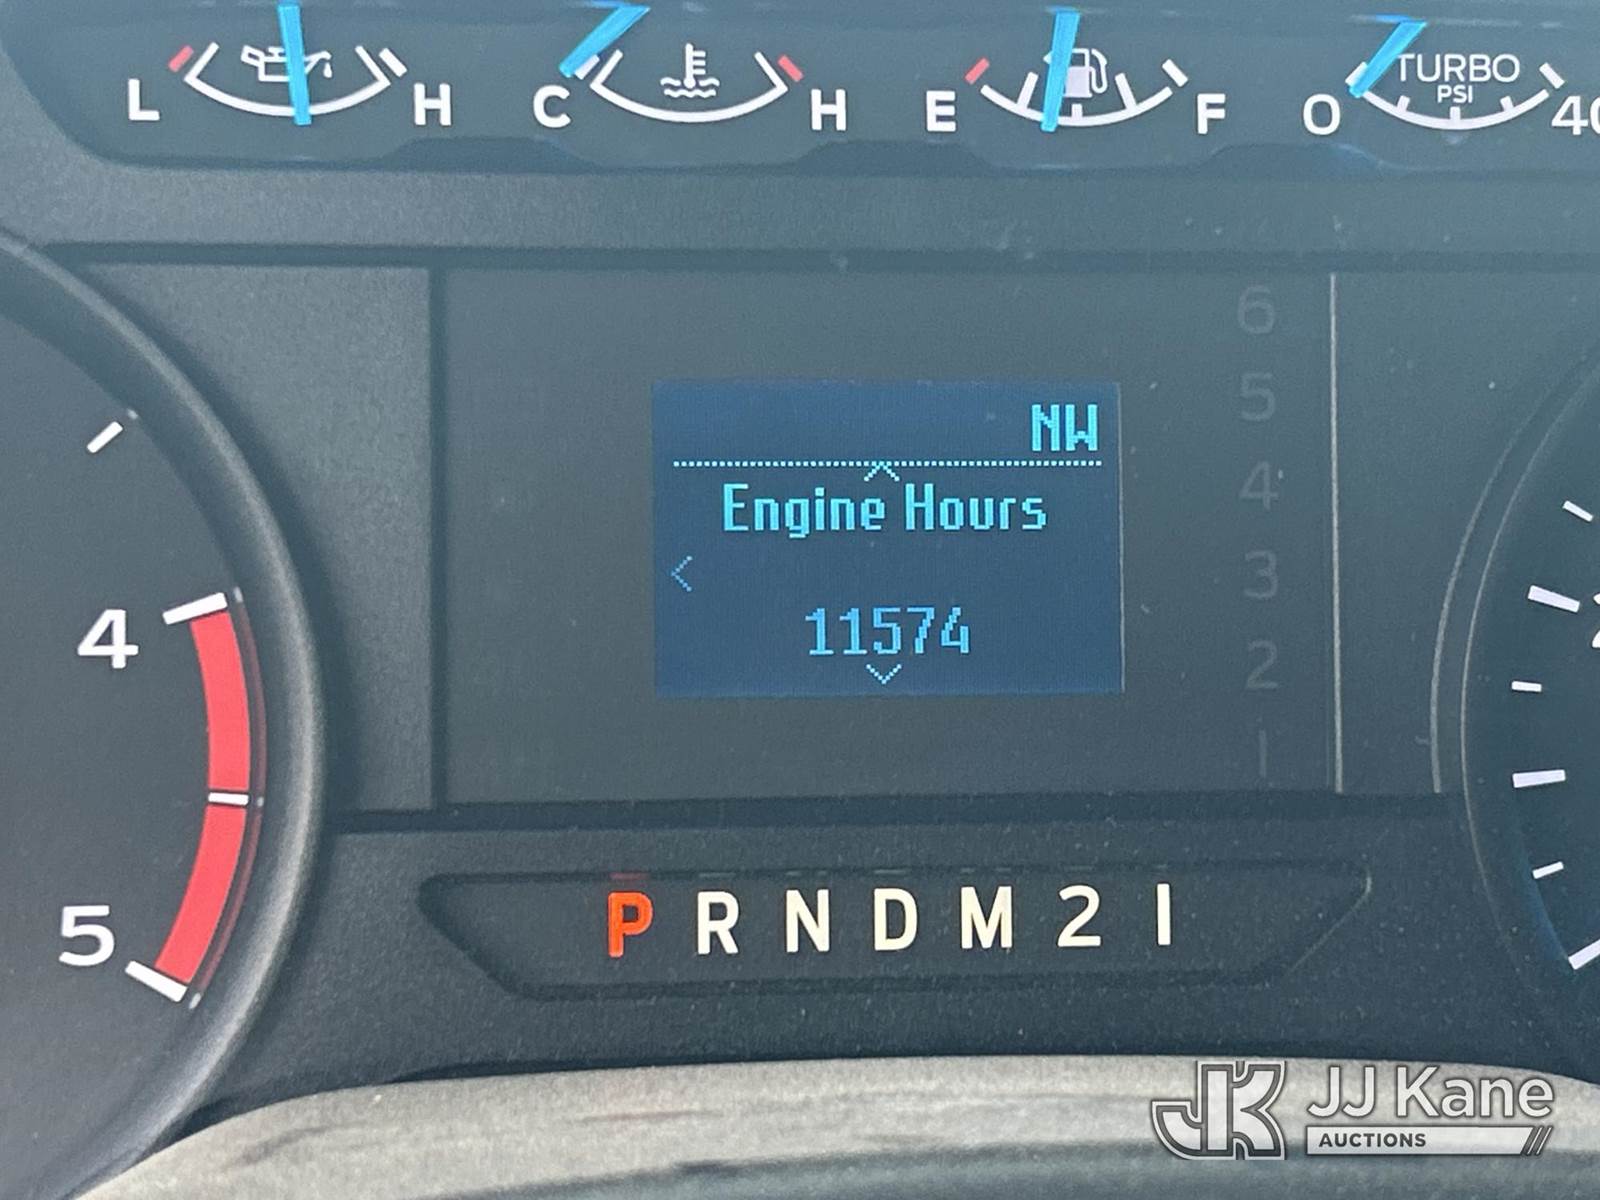 L H C H E F 0 TURBO 40
PSI
6
5
4
3
2
1
NW
Engine Hours
11574
4
5
P R N D M 2 1
JJ Kane
AUCTIONS